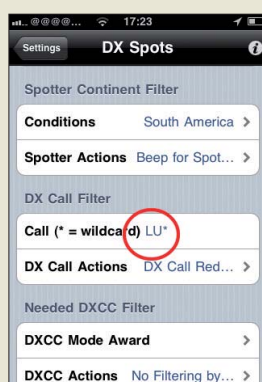 @@@@... 17:23
Settings DX Spots
Spotter Continent Filter
Conditions South America
Spotter Actions Beep for Spot...
DX Call Filter
Call (* = wildcard) LU*
DX Call Actions DX Call Red...
Needed DXCC Filter
DXCC Mode Award
DXCC Actions No Filtering by...